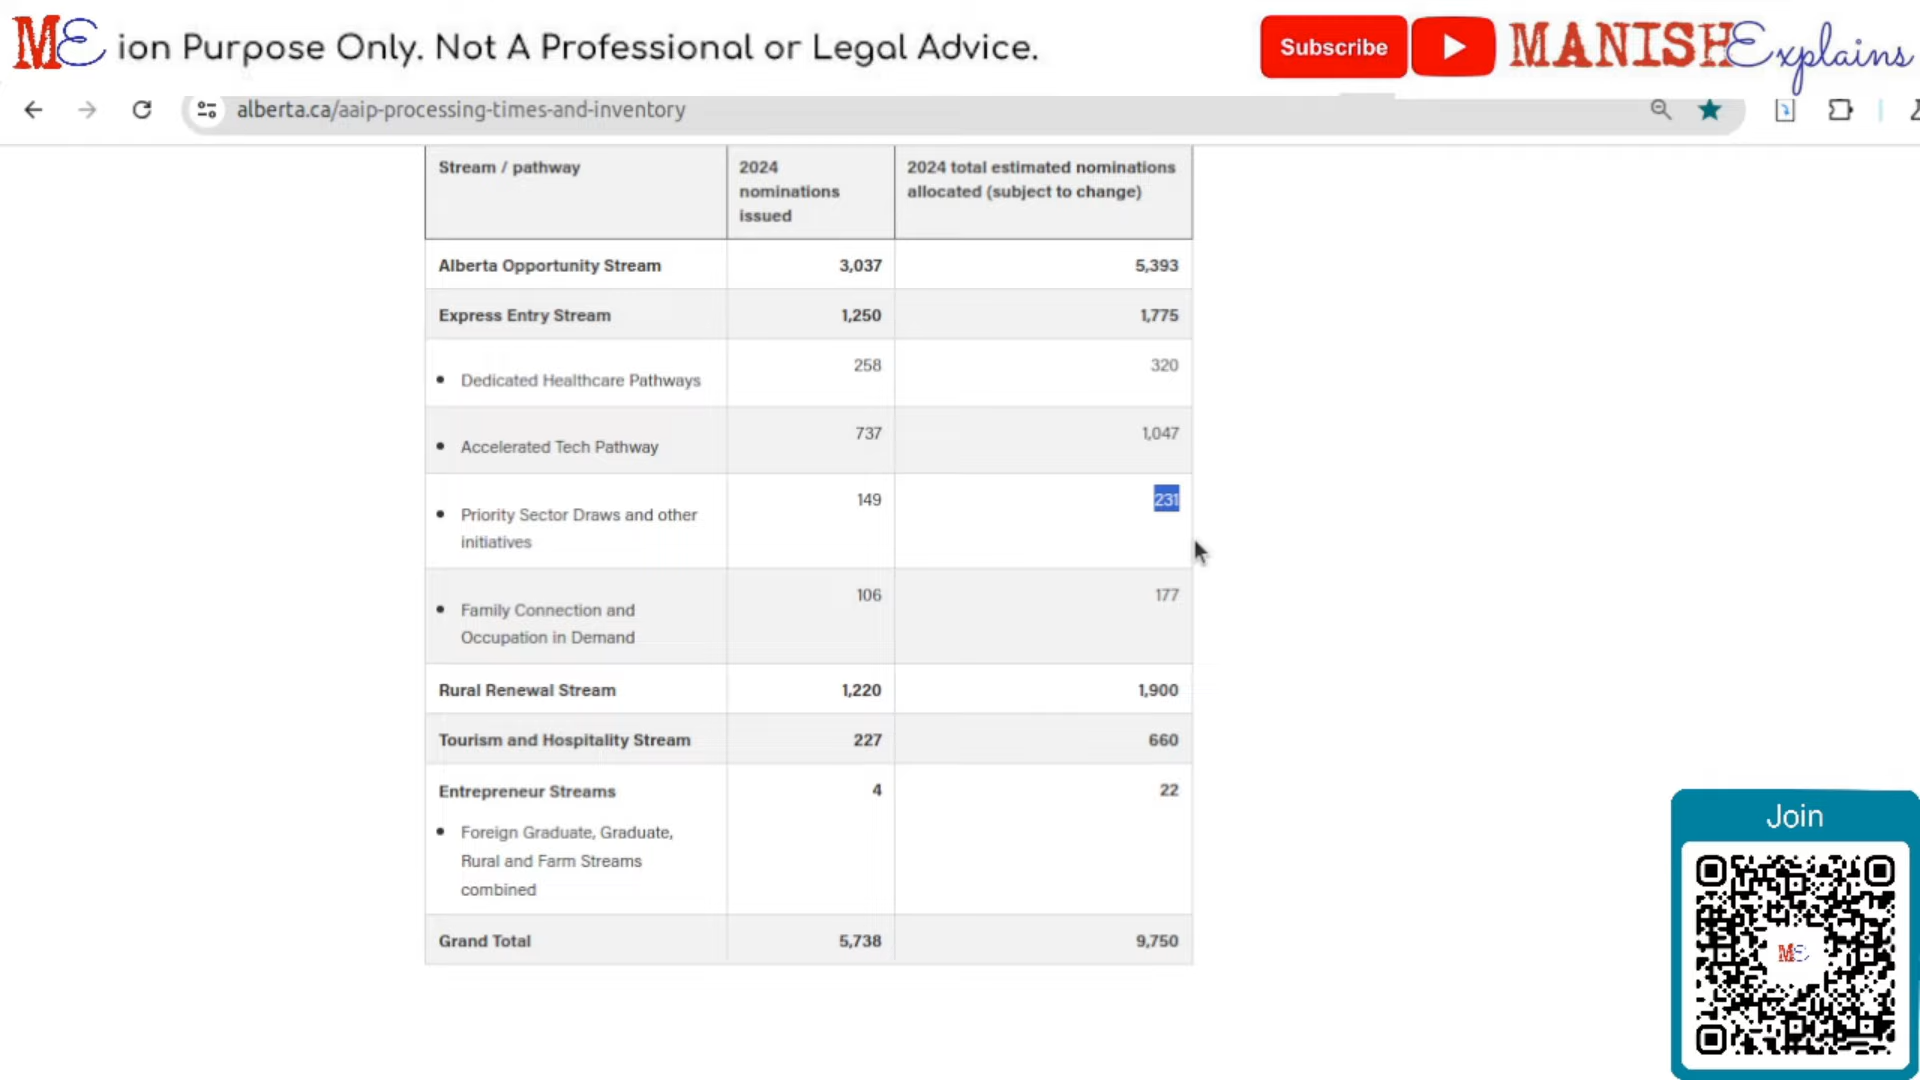 ME ion Purpose Only. Not A Professional or Legal Advice.
Subscribe
MANISH Explains
alberta.ca/aaip-processing-times-and-inventory
Stream / pathway
2024
nominations
issued
2024 total estimated nominations
allocated (subject to change)
Alberta Opportunity Stream 3,037 5,393
Express Entry Stream 1,250 1,775
• Dedicated Healthcare Pathways 258 320
• Accelerated Tech Pathway 737 1,047
• Priority Sector Draws and other
initiatives
149 231
• Family Connection and
Occupation in Demand
106 177
Rural Renewal Stream 1,220 1,900
Tourism and Hospitality Stream 227 660
Entrepreneur Streams 4 22
• Foreign Graduate, Graduate,
Rural and Farm Streams
combined
Grand Total 5,738 9,750
Join
ME